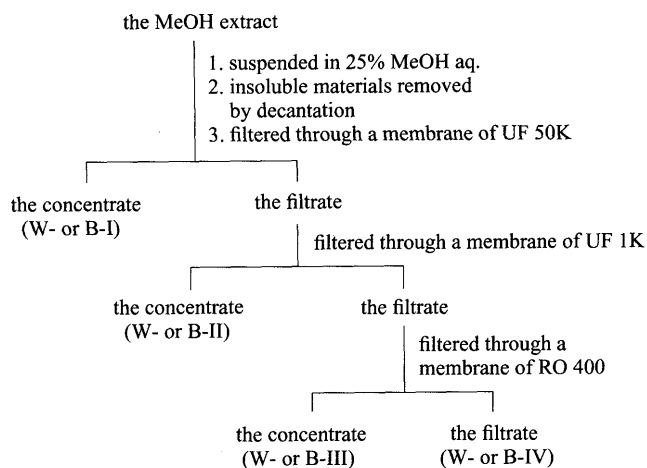 the MeOH extract
1. suspended in 25% MeOH aq.
2. insoluble materials removed
by decantation
3. filtered through a membrane of UF 50K
the concentrate
(W- or B-I)
the filtrate
filtered through a membrane of UF 1K
the concentrate
(W- or B-II)
the filtrate
filtered through a
membrane of RO 400
the concentrate
(W- or B-III)
the filtrate
(W- or B-IV)